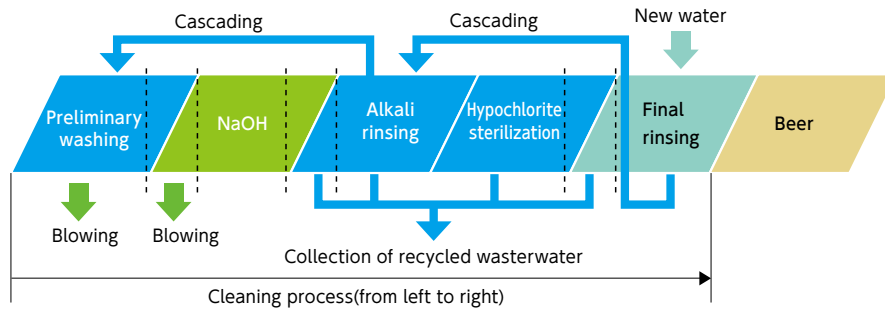 Cascading
Cascading
New water
Preliminary
washing
NaOH
Alkali
rinsing
Hypochlorite
sterilization
Final
rinsing
Beer
Blowing
Blowing
Collection of recycled wasterwater
Cleaning process(from left to right)